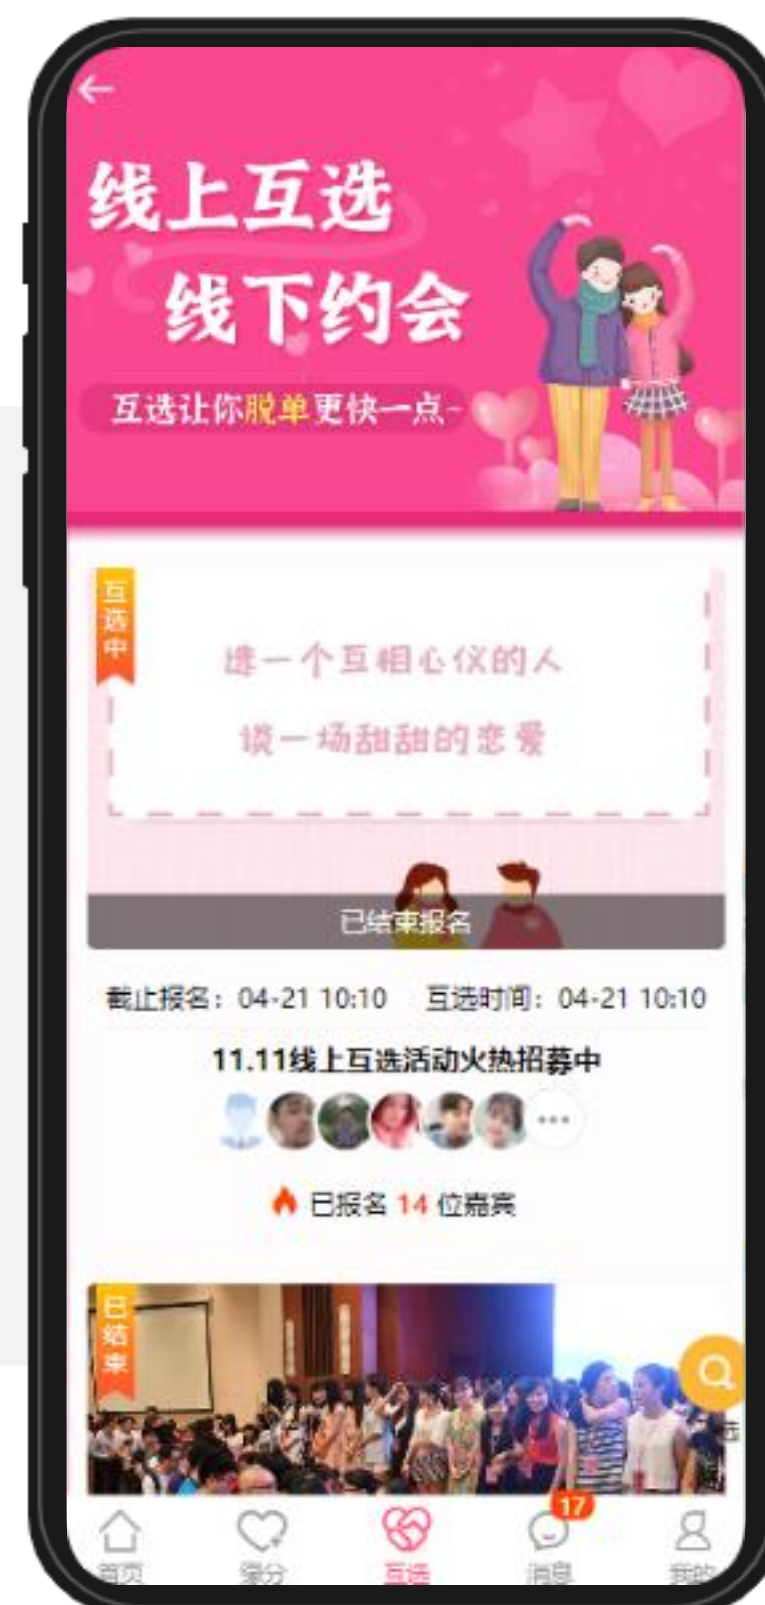 线上互选
线下约会
互选让你脱单更快一点~
互选中
遇一个互相心仪的人
谈一场甜甜的恋爱
已结束报名
截止报名：04-21 10:10 互选时间：04-21 10:10
11.11线上互选活动火热招募中
已报名 14 位嘉宾
已结束
17
首页 缘分 互选 消息 我的